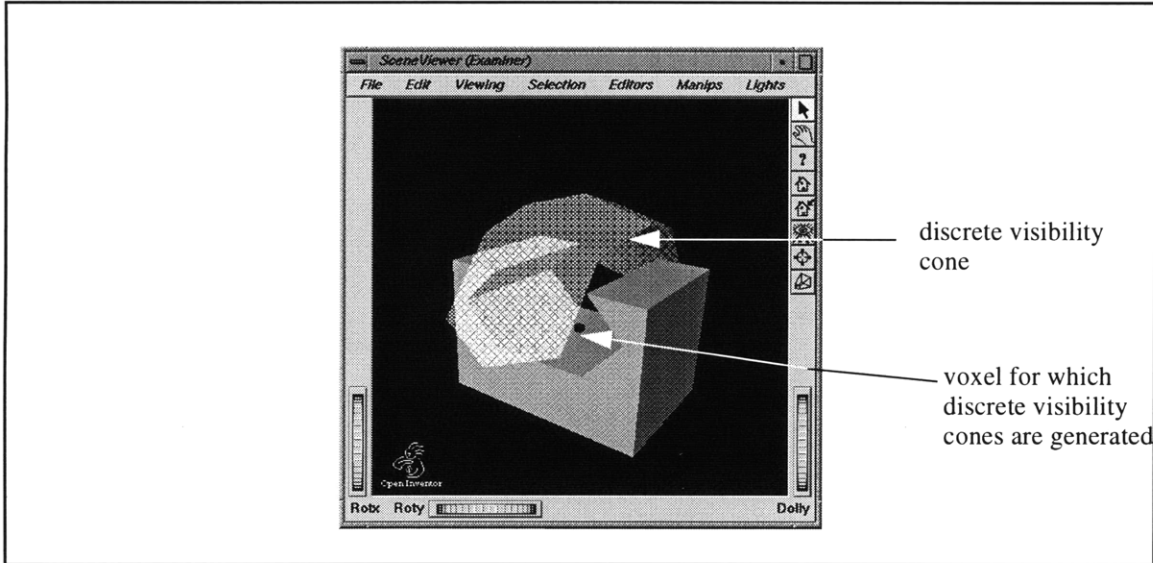 SceneViewer (Examiner)
File Edit Viewing Selection Editors Manips Lights
?
discrete visibility
cone
voxel for which
discrete visibility
cones are generated
Open Inventor
Rotx Roty Dolly